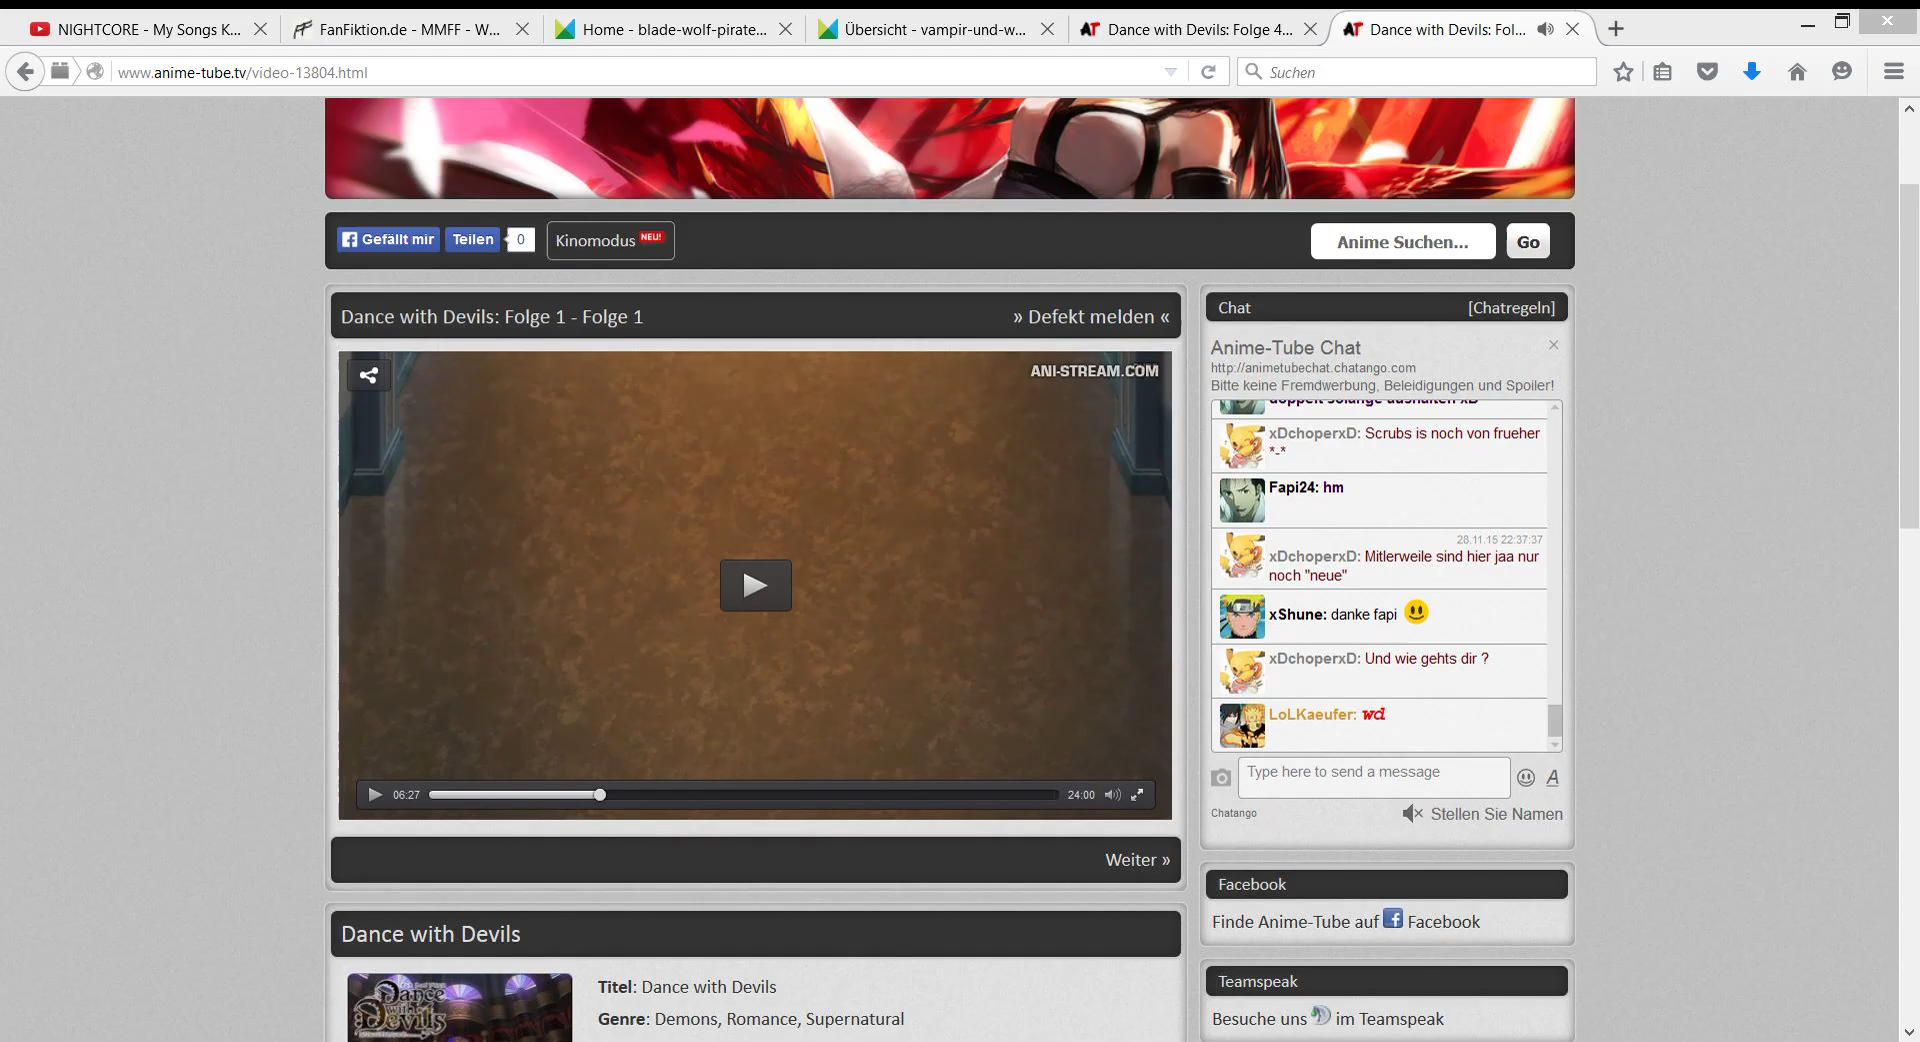 NIGHTCORE - My Songs K...
FanFiktion.de - MMFF - W...
Home - blade-wolf-pirate...
Übersicht - vampir-und-w...
Dance with Devils: Folge 4...
Dance with Devils: Fol...
www.anime-tube.tv/video-13804.html
Suchen
Gefällt mir
Teilen
0
Kinomodus NEU!
Anime Suchen...
Go
Dance with Devils: Folge 1 - Folge 1
» Defekt melden «
ANI-STREAM.COM
06:27
24:00
Weiter »
Dance with Devils
Dance with Devils
Titel: Dance with Devils
Genre: Demons, Romance, Supernatural
Chat
[Chatregeln]
Anime-Tube Chat
http://animetubechat.chatango.com
Bitte keine Fremdwerbung, Beleidigungen und Spoiler!
doppelt solange aushalten xD
xDchoperxD: Scrubs is noch von frueher
*-*
Fapi24: hm
28.11.15 22:37:37
xDchoperxD: Mitlerweile sind hier jaa nur
noch "neue"
xShune: danke fapi
xDchoperxD: Und wie gehts dir ?
LoLKaeufer: wd
Type here to send a message
Chatango
Stellen Sie Namen
Facebook
Finde Anime-Tube auf Facebook
Teamspeak
Besuche uns im Teamspeak